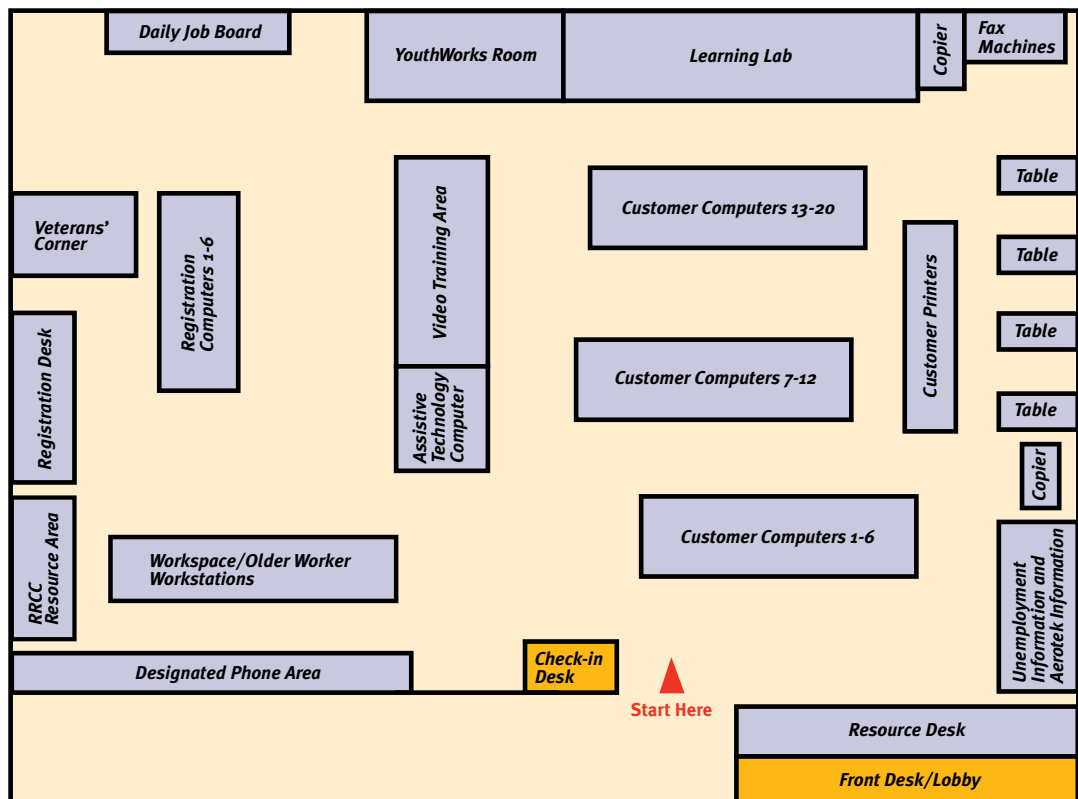 Daily Job Board
YouthWorks Room
Learning Lab
Copier
Fax
Machines
Table
Veterans'
Corner
Registration
Computers 1-6
Video Training Area
Customer Computers 13-20
Customer Printers
Table
Registration Desk
Assistive
Technology
Computer
Customer Computers 7-12
Table
Table
Copier
RRCC
Resource Area
Workspace/Older Worker
Workstations
Customer Computers 1-6
Unemployment
Information and
Aerotek Information
Designated Phone Area
Check-in
Desk
Start Here
Resource Desk
Front Desk/Lobby